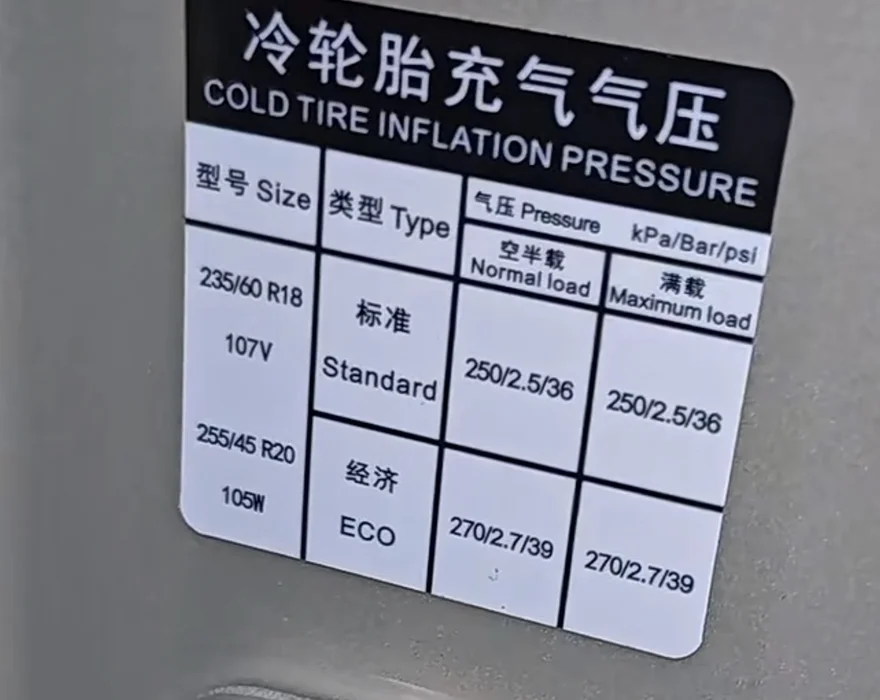 冷轮胎充气气压
COLD TIRE INFLATION PRESSURE
型号 Size
类型 Type
气压 Pressure kPa/Bar/psi
空半载
Normal load
满载
Maximum load
235/60 R18
107V
255/45 R20
105W
标准
Standard
250/2.5/36
250/2.5/36
经济
ECO
270/2.7/39
270/2.7/39